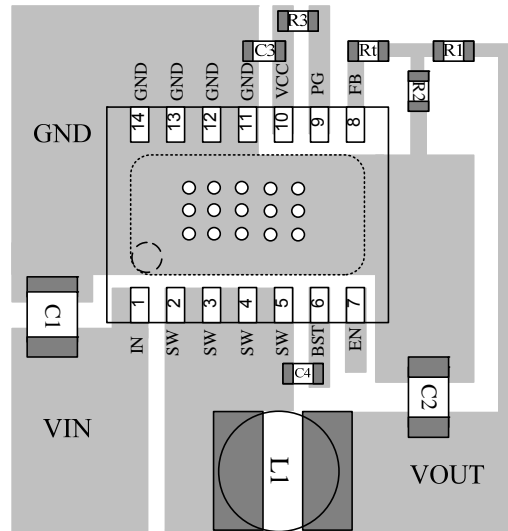 R3
C3
Rt
R1
R2
GND
GND
GND
GND
VCC
PG
FB
GND
14
13
12
11
10
9
8
1
2
3
4
5
6
7
C1
IN
SW
SW
SW
SW
BST
EN
C4
C2
VIN
L1
VOUT